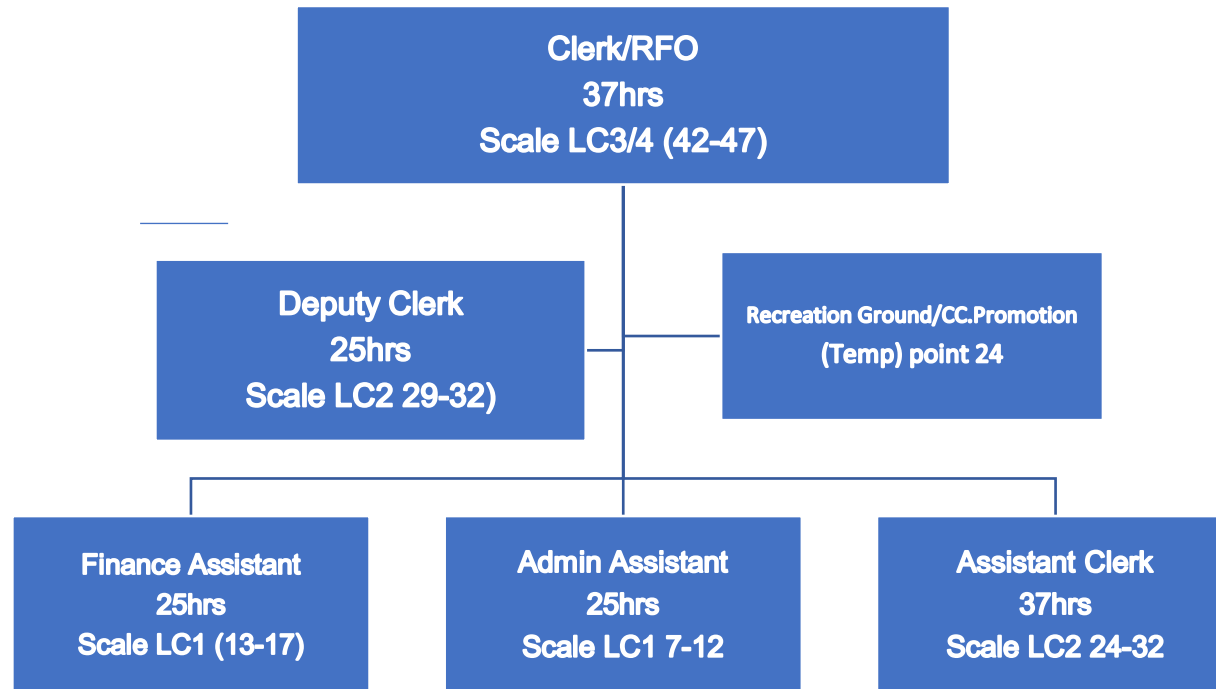 Clerk/RFO
37hrs
Scale LC3/4 (42-47)
Deputy Clerk
25hrs
Scale LC2 29-32)
Recreation Ground/CC.Promotion
(Temp) point 24
Finance Assistant
25hrs
Scale LC1 (13-17)
Admin Assistant
25hrs
Scale LC1 7-12
Assistant Clerk
37hrs
Scale LC2 24-32